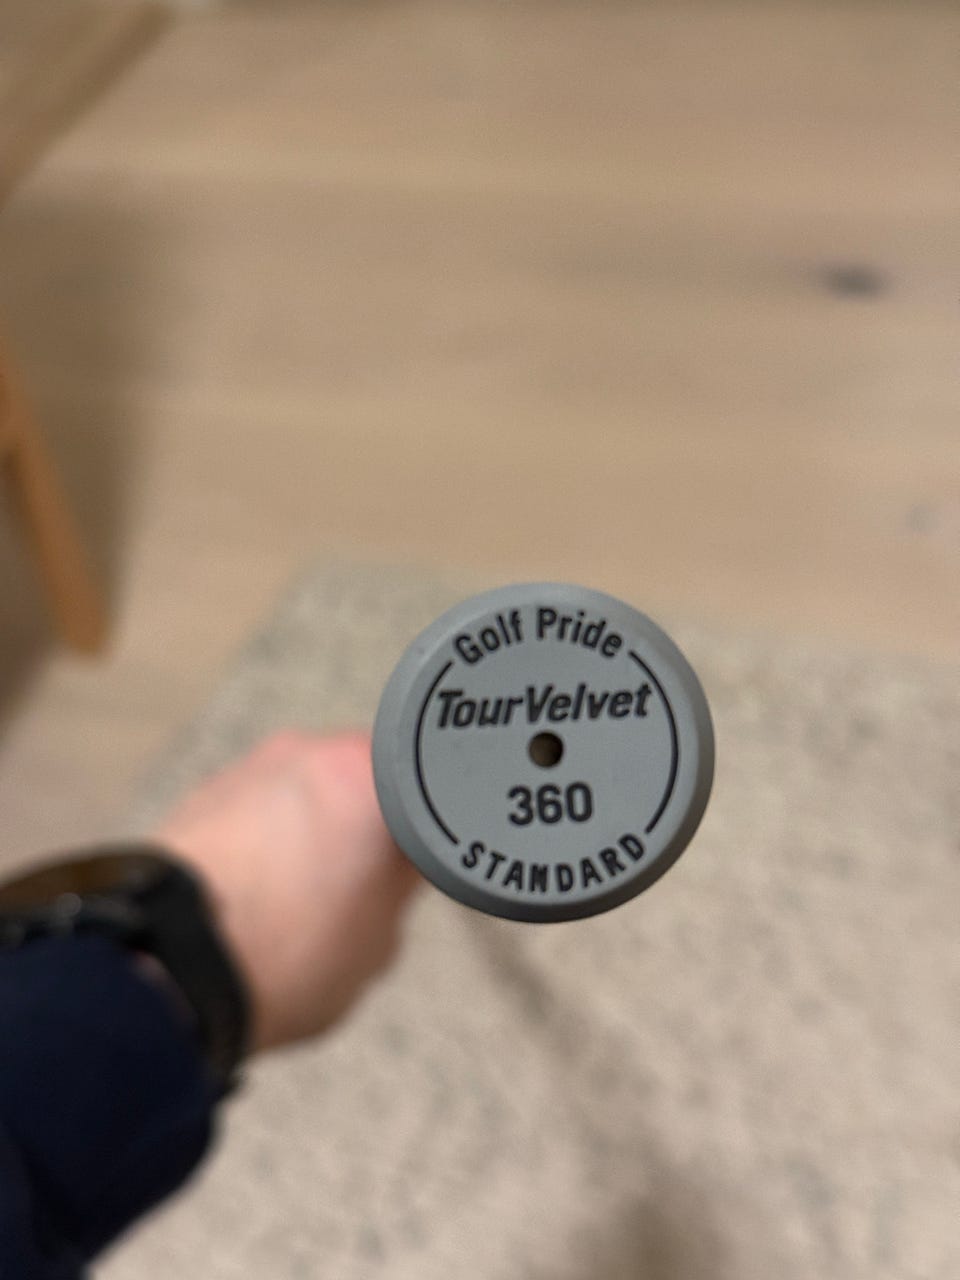 Golf Pride
TourVelvet
360
STANDARD